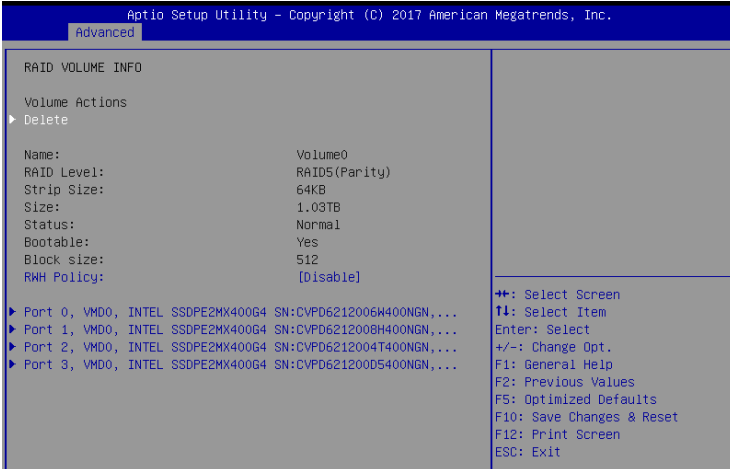 Aptio Setup Utility – Copyright (C) 2017 American Megatrends, Inc.
Advanced
RAID VOLUME INFO
Volume Actions
Delete
Name: Volume0
RAID Level: RAID5(Parity)
Strip Size: 64KB
Size: 1.03TB
Status: Normal
Bootable: Yes
Block size: 512
RWH Policy: [Disable]
Port 0, VMD0, INTEL SSDPE2MX400G4 SN:CVPD6212006W400NGN,...
Port 1, VMD0, INTEL SSDPE2MX400G4 SN:CVPD6212008H400NGN,...
Port 2, VMD0, INTEL SSDPE2MX400G4 SN:CVPD6212004T400NGN,...
Port 3, VMD0, INTEL SSDPE2MX400G4 SN:CVPD621200D5400NGN,...
→←: Select Screen
↑↓: Select Item
Enter: Select
+/-: Change Opt.
F1: General Help
F2: Previous Values
F5: Optimized Defaults
F10: Save Changes & Reset
F12: Print Screen
ESC: Exit